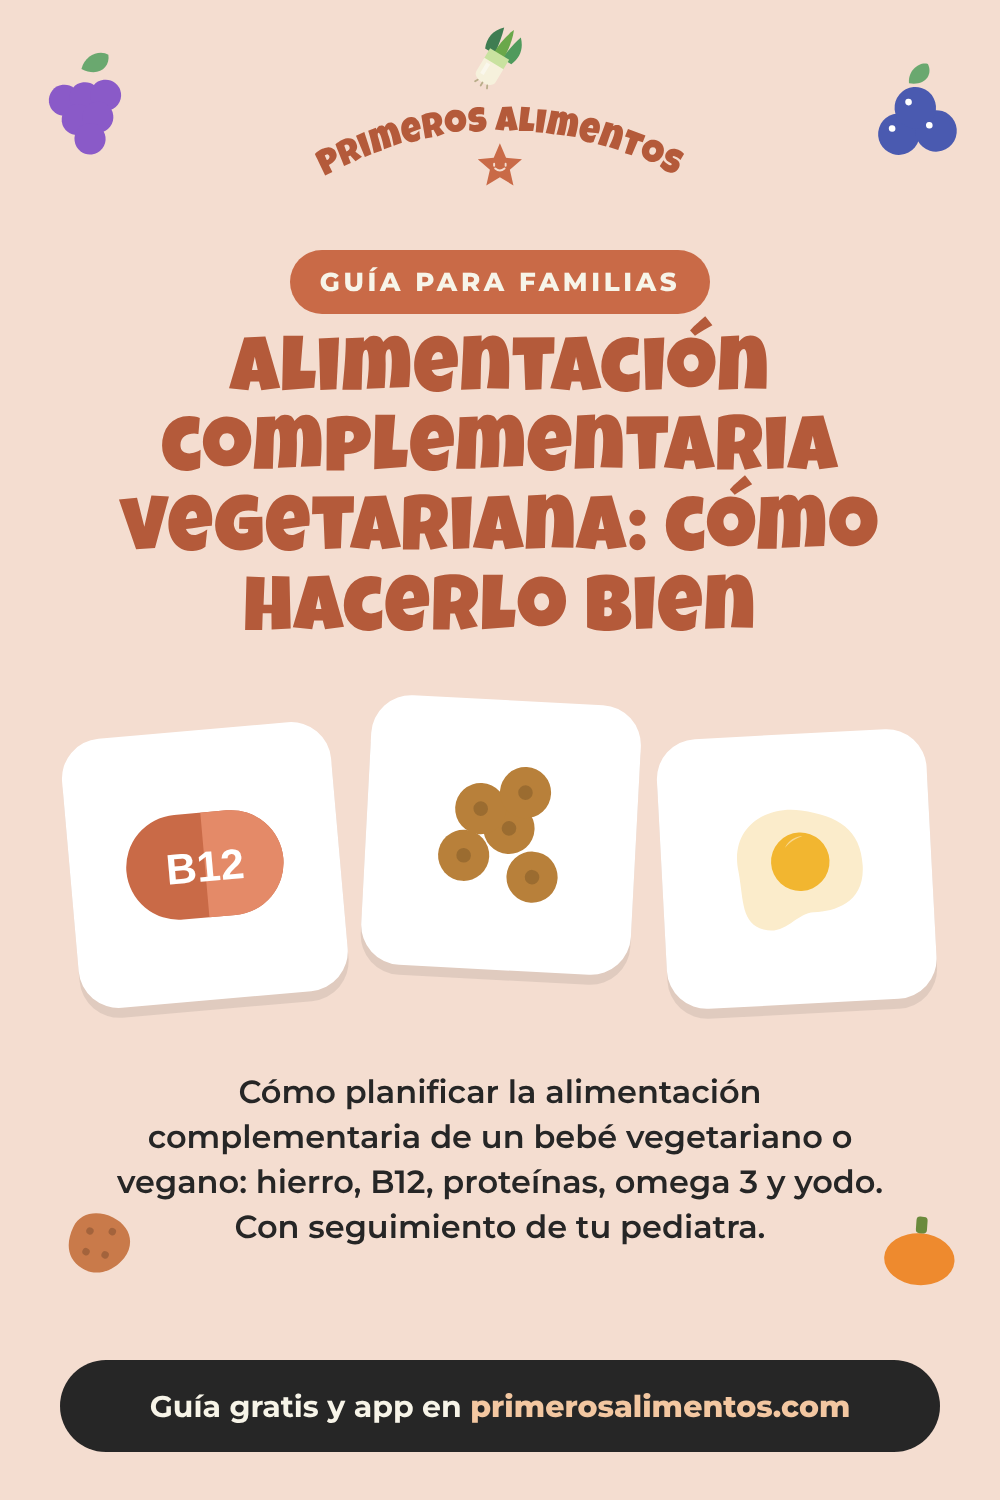 PRIMEROS ALIMENTOS
GUÍA PARA FAMILIAS
ALIMENTACIÓN
COMPLEMENTARIA
VEGETARIANA: CÓMO
HACERLO BIEN
B12
Cómo planificar la alimentación
complementaria de un bebé vegetariano o
vegano: hierro, B12, proteínas, omega 3 y yodo.
Con seguimiento de tu pediatra.
Guía gratis y app en primerosalimentos.com